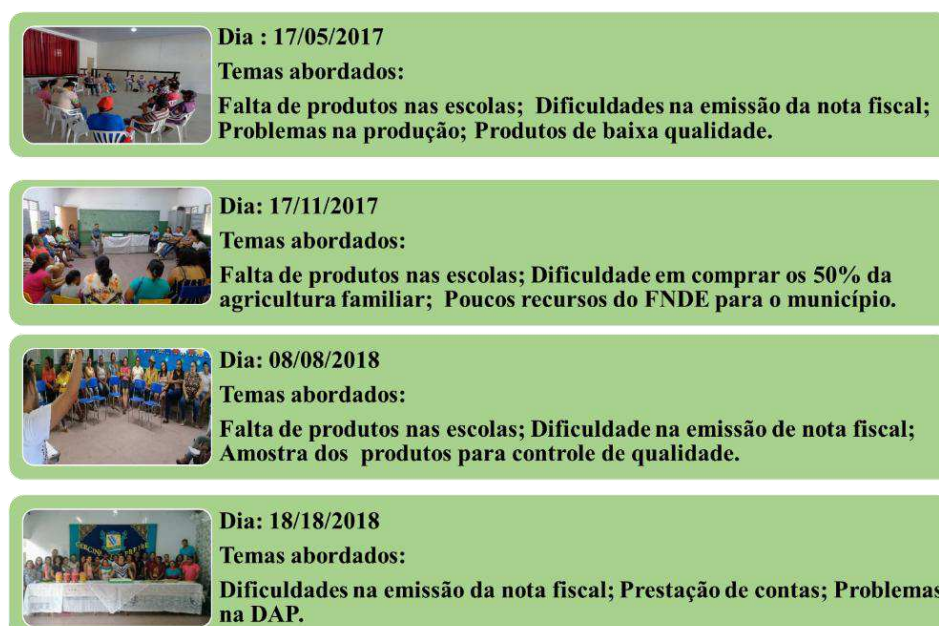 Dia : 17/05/2017
Temas abordados:
Falta de produtos nas escolas; Dificuldades na emissão da nota fiscal;
Problemas na produção; Produtos de baixa qualidade.
Dia: 17/11/2017
Temas abordados:
Falta de produtos nas escolas; Dificuldade em comprar os 50% da
agricultura familiar; Poucos recursos do FNDE para o município.
Dia: 08/08/2018
Temas abordados:
Falta de produtos nas escolas; Dificuldade na emissão de nota fiscal;
Amostra dos produtos para controle de qualidade.
Dia: 18/18/2018
Temas abordados:
Dificuldades na emissão da nota fiscal; Prestação de contas; Problemas
na DAP.